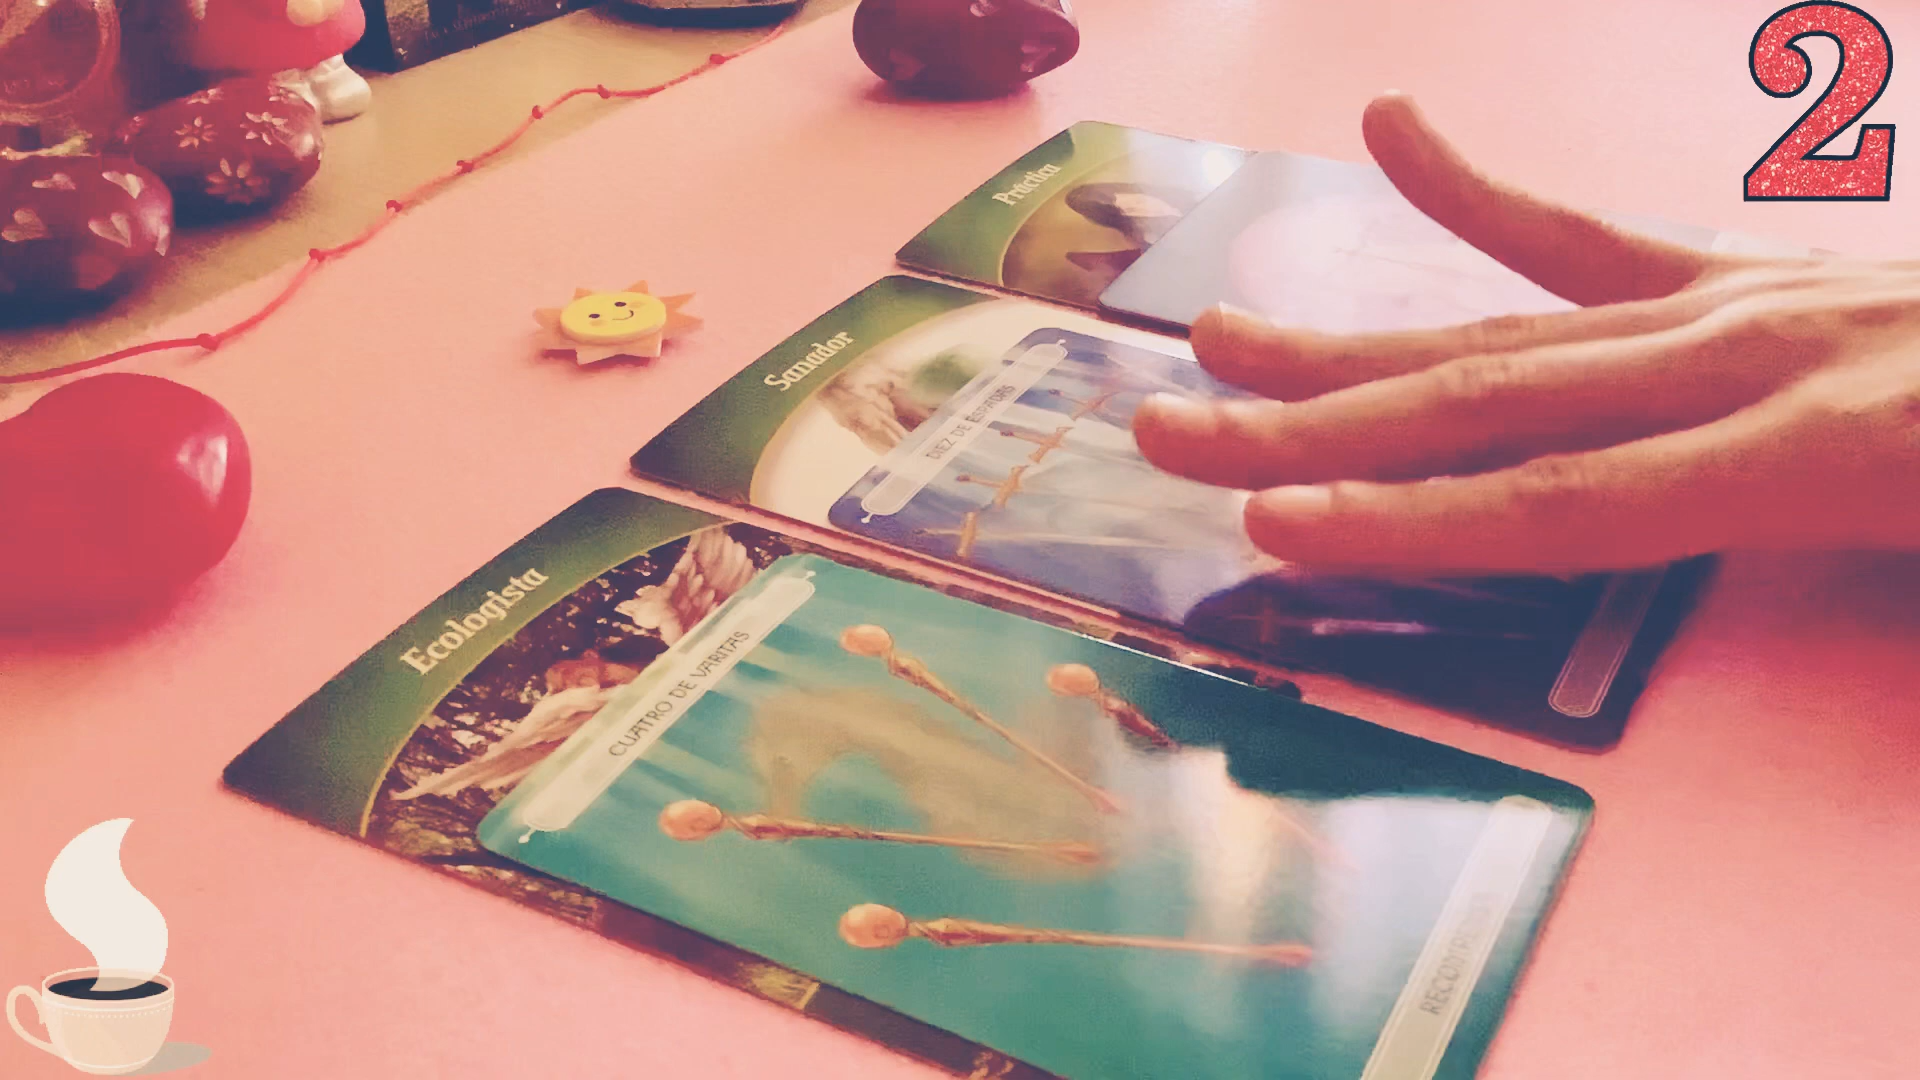 2
Práctica
Sanador
DIEZ DE ESPADAS
Ecologista
CUATRO DE VARITAS